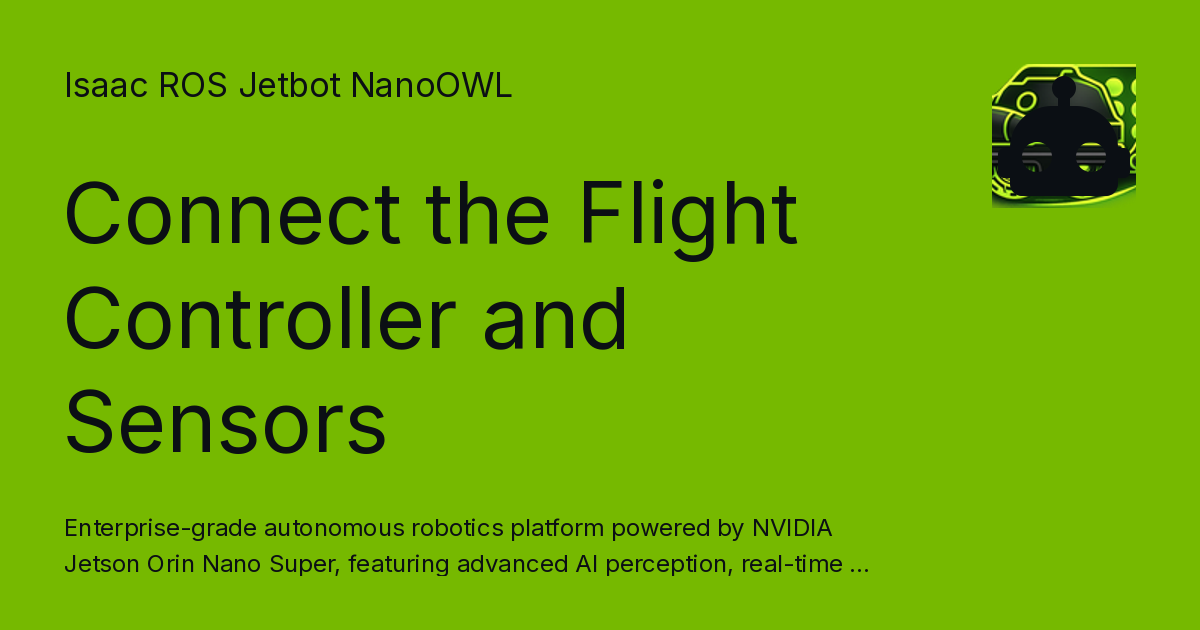 Isaac ROS Jetbot NanoOWL
Connect the Flight
Controller and
Sensors
Enterprise-grade autonomous robotics platform powered by NVIDIA
Jetson Orin Nano Super, featuring advanced AI perception, real-time ...